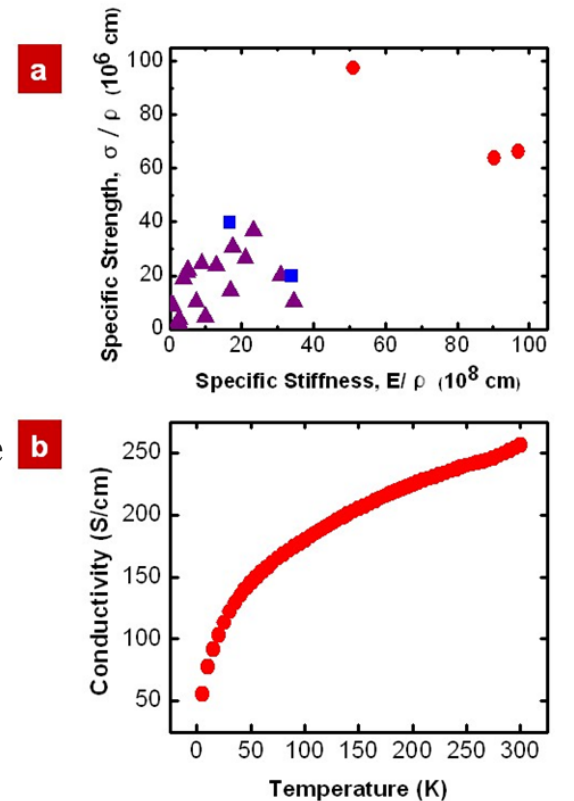 a
Specific Strength, σ / ρ (10⁶ cm)
100
80
60
40
20
0
0 20 40 60 80 100
Specific Stiffness, E/ ρ (10⁸ cm)
e
b
Conductivity (S/cm)
250
200
150
100
50
0 50 100 150 200 250 300
Temperature (K)